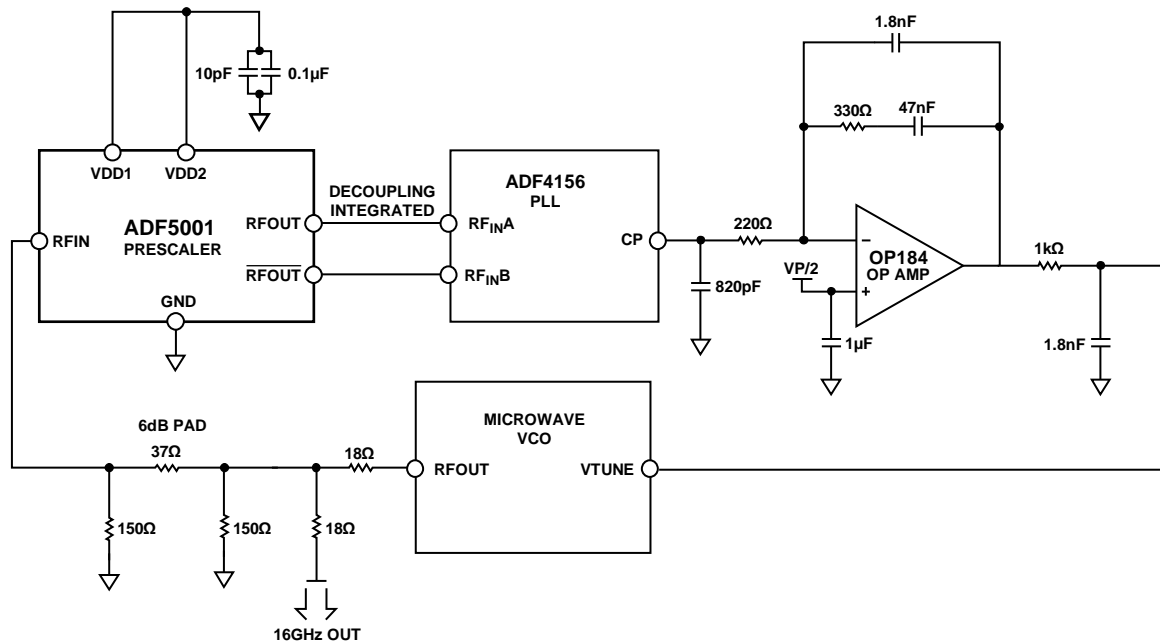 1.8nF
10pF
0.1µF
330Ω
47nF
VDD1
VDD2
ADF5001
PRESCALER
RFIN
RFOUT
RFOUT
GND
DECOUPLING
INTEGRATED
ADF4156
PLL
RFINA
RFINB
CP
220Ω
820pF
VP/2
1µF
−
+
OP184
OP AMP
1kΩ
1.8nF
MICROWAVE
VCO
RFOUT
VTUNE
6dB PAD
37Ω
18Ω
150Ω
150Ω
18Ω
16GHz OUT